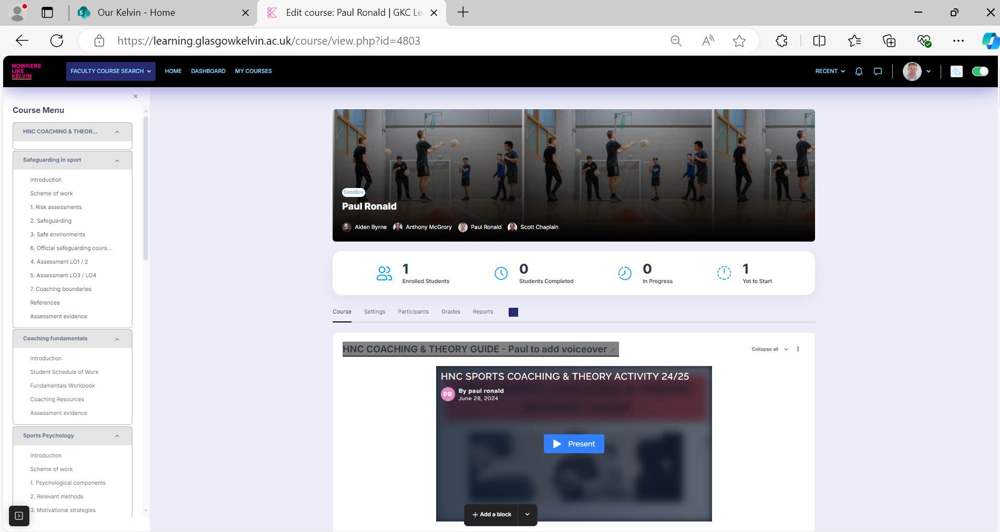 Our Kelvin - Home
Edit course: Paul Ronald | GKC Le
https://learning.glasgowkelvin.ac.uk/course/view.php?id=4803
NOWHERE
LIKE
KELVIN
FACULTY COURSE SEARCH
HOME
DASHBOARD
MY COURSES
RECENT
Course Menu
HNC COACHING & THEOR...
Safeguarding in sport
Introduction
Scheme of work
1. Risk assessments
2. Safeguarding
3. Safe environments
6. Official safeguarding cours...
4. Assessment LO1 / 2
5. Assessment LO3 / LO4
7. Coaching boundaries
References
Assessment evidence
Coaching fundamentals
Introduction
Student Schedule of Work
Fundamentals Workbook
Coaching Resources
Assessment evidence
Sports Psychology
Introduction
Scheme of work
1. Psychological components
2. Relevant methods
3. Motivational strategies
SandBox
Paul Ronald
Aiden Byrne
Anthony McGrory
Paul Ronald
Scott Chaplain
1
Enrolled Students
0
Students Completed
0
In Progress
1
Yet to Start
Course
Settings
Participants
Grades
Reports
HNC COACHING & THEORY GUIDE - Paul to add voiceover
Collapse all
HNC SPORTS COACHING & THEORY ACTIVITY 24/25
PR
By paul ronald
June 28, 2024
Present
+ Add a block